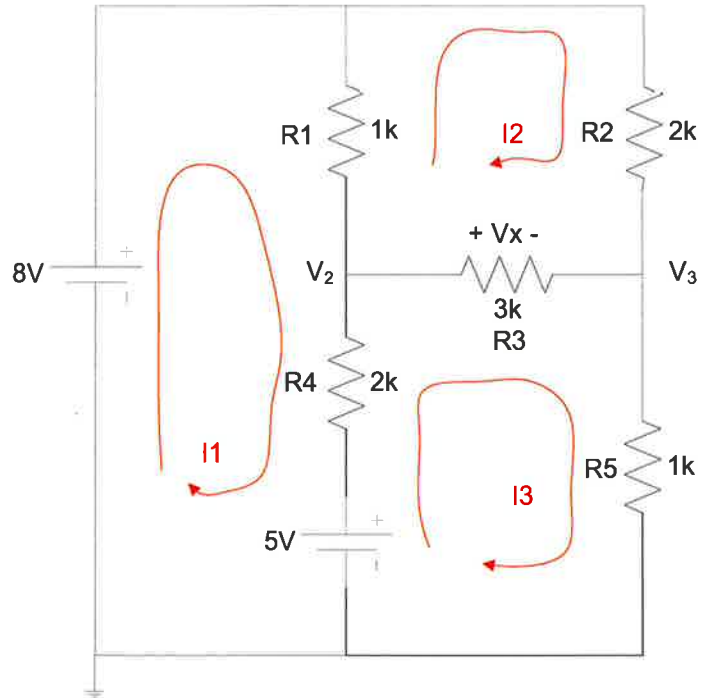 R1
1k
I2
R2
2k
+ Vx -
8V
+
-
V2
V3
3k
R3
R4
2k
I1
R5
1k
I3
5V
+
-